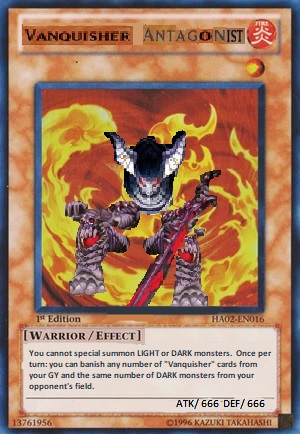 VANQUISHER ANTAGONIST
FIRE
炎
1st Edition
HA02-EN016
[WARRIOR/EFFECT]
You cannot special summon LIGHT or DARK monsters. Once per
turn: you can banish any number of "Vanquisher" cards from
your GY and the same number of DARK monsters from your
opponent's field.
ATK/ 666 DEF/ 666
13761956
©1996 KAZUKI TAKAHASHI